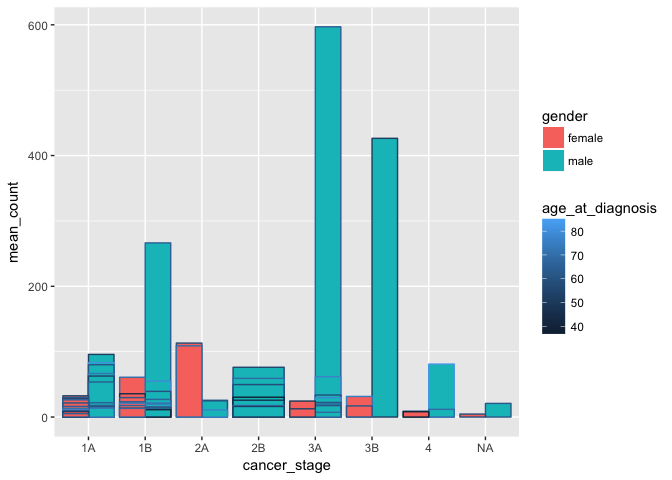 600
400
200
0
mean_count
1A 1B 2A 2B 3A 3B 4 NA
cancer_stage
gender
female
male
age_at_diagnosis
80
70
60
50
40